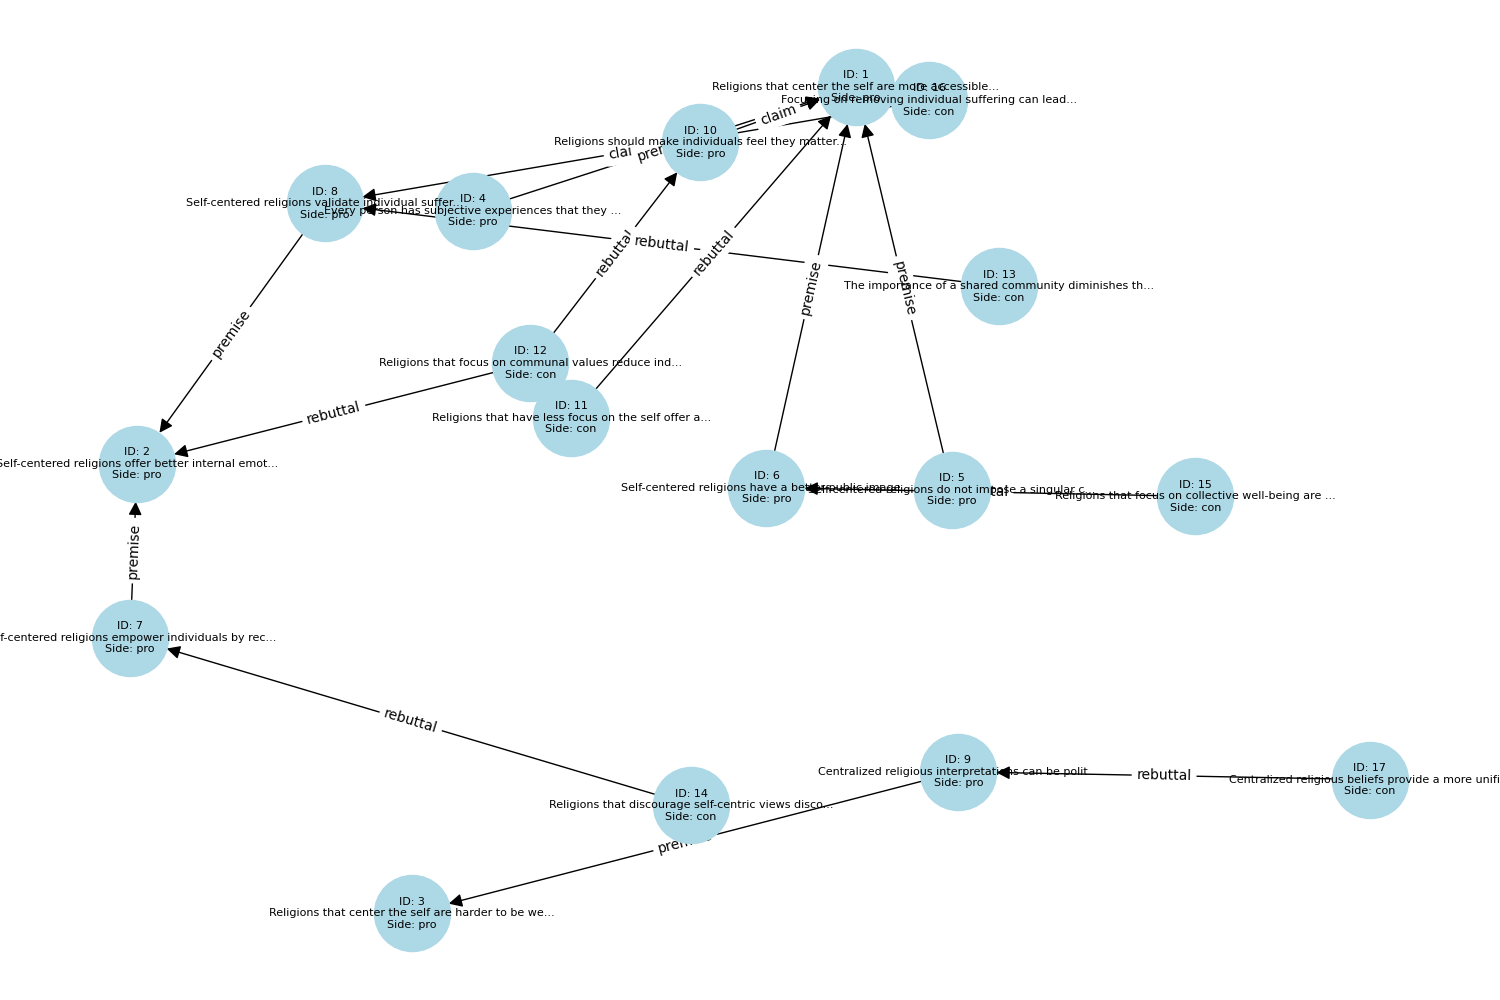 ID: 1
Religions that center the self are more accessible...
Side: pro
ID: 16
Focusing on removing individual suffering can lead...
Side: con
claim
ID: 10
Religions should make individuals feel they matter...
Side: pro
ID: 8
Self-centered religions validate individual suffer...
Side: pro
ID: 4
Every person has subjective experiences that they ...
Side: pro
rebuttal
rebuttal
rebuttal
ID: 13
The importance of a shared community diminishes th...
Side: con
premise
premise
premise
ID: 12
Religions that focus on communal values reduce ind...
Side: con
rebuttal
ID: 11
Religions that have less focus on the self offer a...
Side: con
ID: 2
Self-centered religions offer better internal emot...
Side: pro
ID: 6
Self-centered religions have a better public image...
Side: pro
ID: 5
religions do not impose a singular c...
Side: pro
ID: 15
Religions that focus on collective well-being are ...
Side: con
premise
ID: 7
f-centered religions empower individuals by rec...
Side: pro
rebuttal
ID: 14
Religions that discourage self-centric views disco...
Side: con
ID: 9
Centralized religious interpretations can be polit...
Side: pro
rebuttal
ID: 17
Centralized religious beliefs provide a more unifi
Side: con
ID: 3
Religions that center the self are harder to be we...
Side: pro